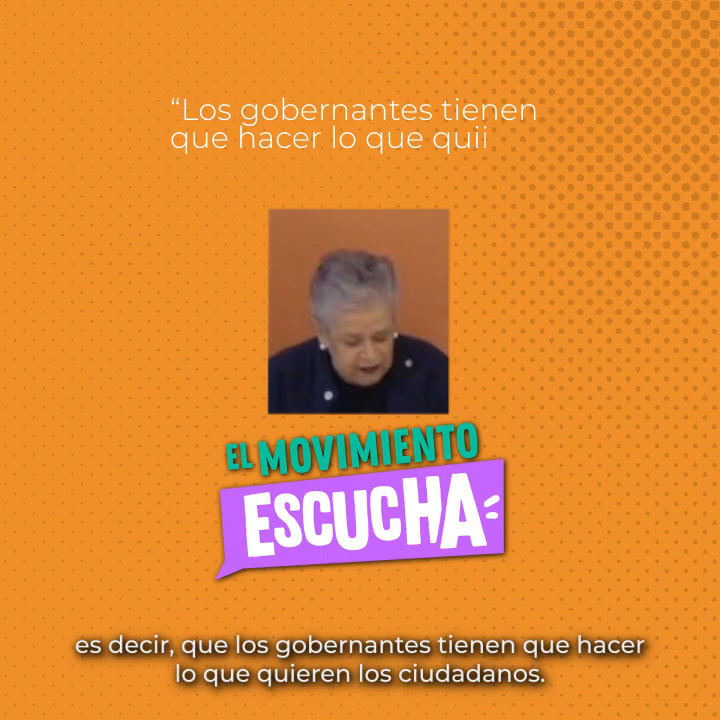 “Los gobernantes tienen
que hacer lo que quii
EL MOVIMIENTO
ESCUCHA
es decir, que los gobernantes tienen que hacer
lo que quieren los ciudadanos.